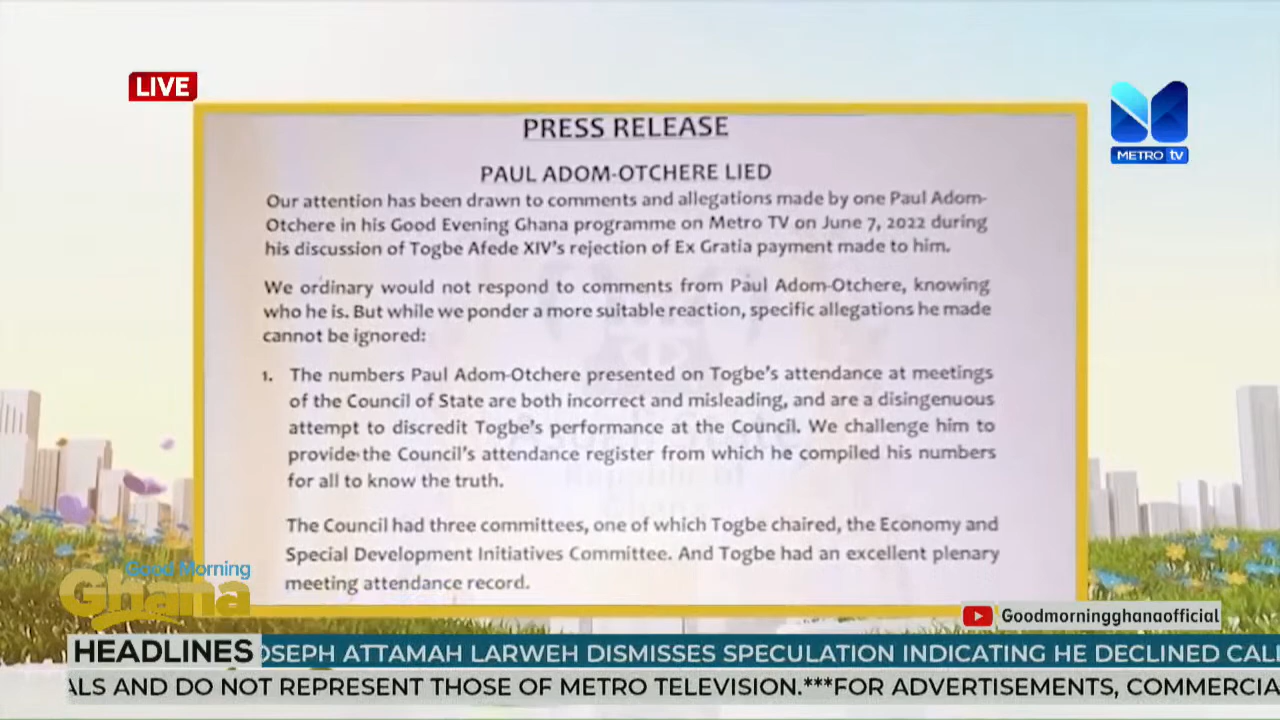 LIVE
METRO tv
PRESS RELEASE
PAUL ADOM-OTCHERE LIED
Our attention has been drawn to comments and allegations made by one Paul Adom-
Otchere in his Good Evening Ghana programme on Metro TV on June 7, 2022 during
his discussion of Togbe Afede XIV's rejection of Ex Gratia payment made to him.
We ordinary would not respond to comments from Paul Adom-Otchere, knowing
who he is. But while we ponder a more suitable reaction, specific allegations he made
cannot be ignored:
1. The numbers Paul Adom-Otchere presented on Togbe's attendance at meetings
of the Council of State are both incorrect and misleading, and are a disingenuous
attempt to discredit Togbe's performance at the Council. We challenge him to
provide the Council's attendance register from which he compiled his numbers
for all to know the truth.
The Council had three committees, one of which Togbe chaired, the Economy and
Special Development Initiatives Committee. And Togbe had an excellent plenary
meeting attendance record.
Good Morning
Ghana
Goodmorningghanaofficial
HEADLINES
OSEPH ATTAMAH LARWEH DISMISSES SPECULATION INDICATING HE DECLINED CALL
ALS AND DO NOT REPRESENT THOSE OF METRO TELEVISION.***FOR ADVERTISEMENTS, COMMERCIA